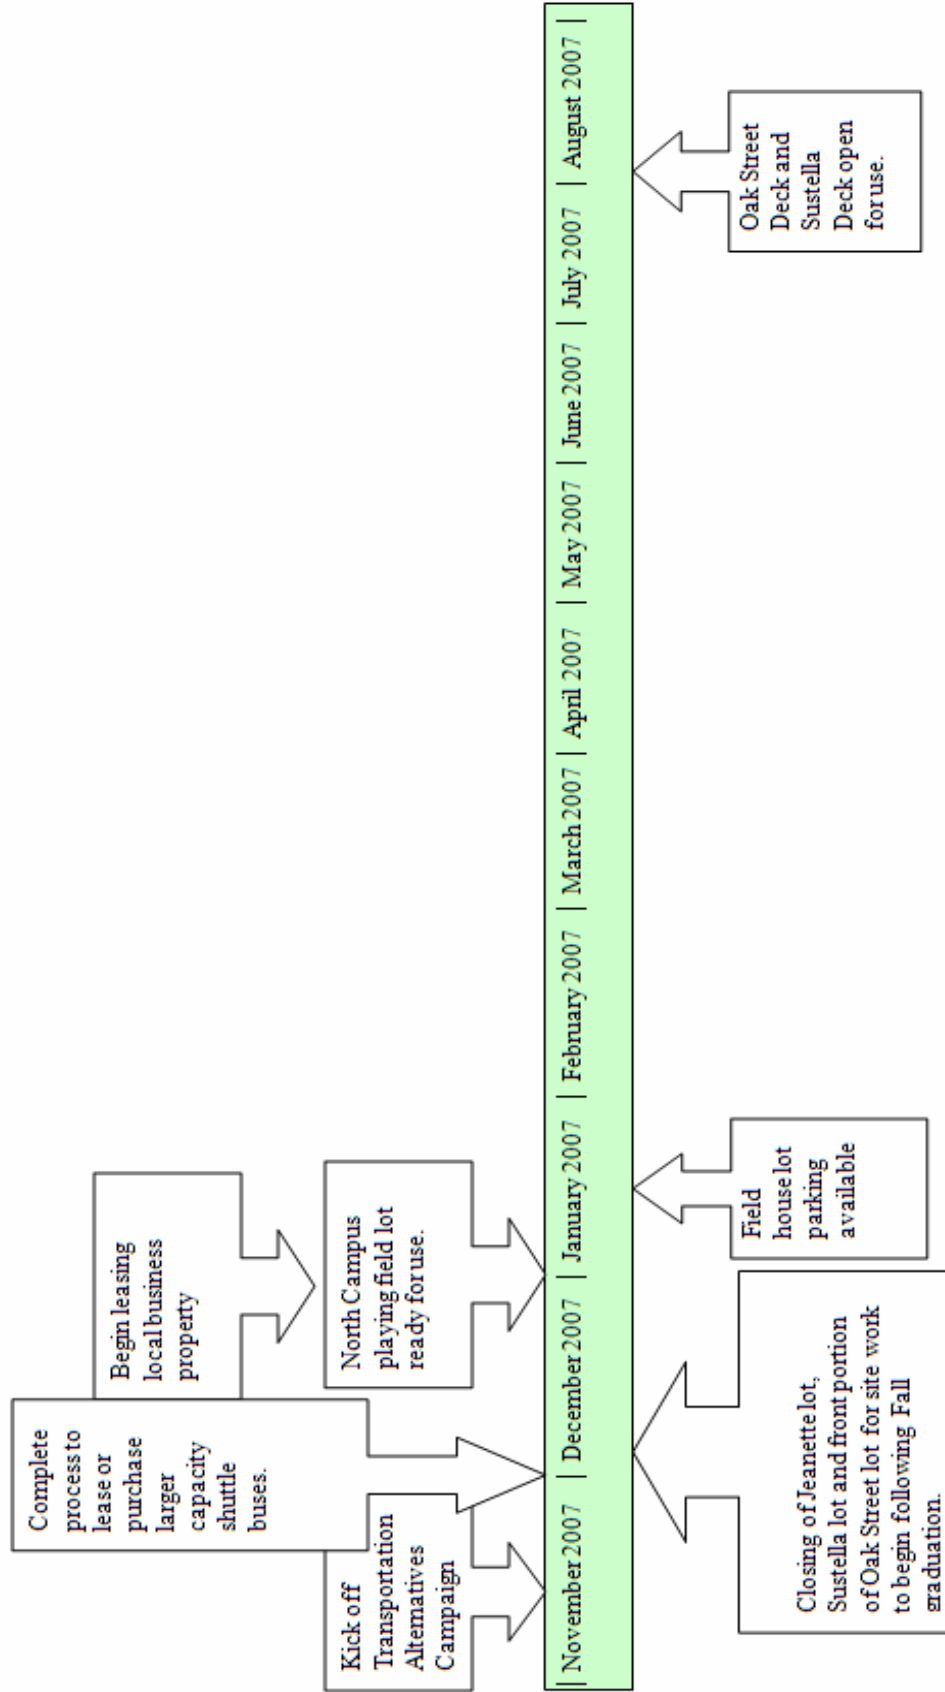 Complete
process to
lease or
purchase
larger
capacity
shuttle
buses.
Begin leasing
local business
property
Kick off
Transportation
Alternatives
Campaign
North Campus
playing field lot
ready for use.
| November 2007 | December 2007 | January 2007 | February 2007 | March 2007 | April 2007 | May 2007 | June 2007 | July 2007 | August 2007 |
Closing of Jeanette lot,
Sustella lot and front portion
of Oak Street lot for site work
to begin following Fall
graduation.
Field
house lot
parking
available
Oak Street
Deck and
Sustella
Deck open
for use.